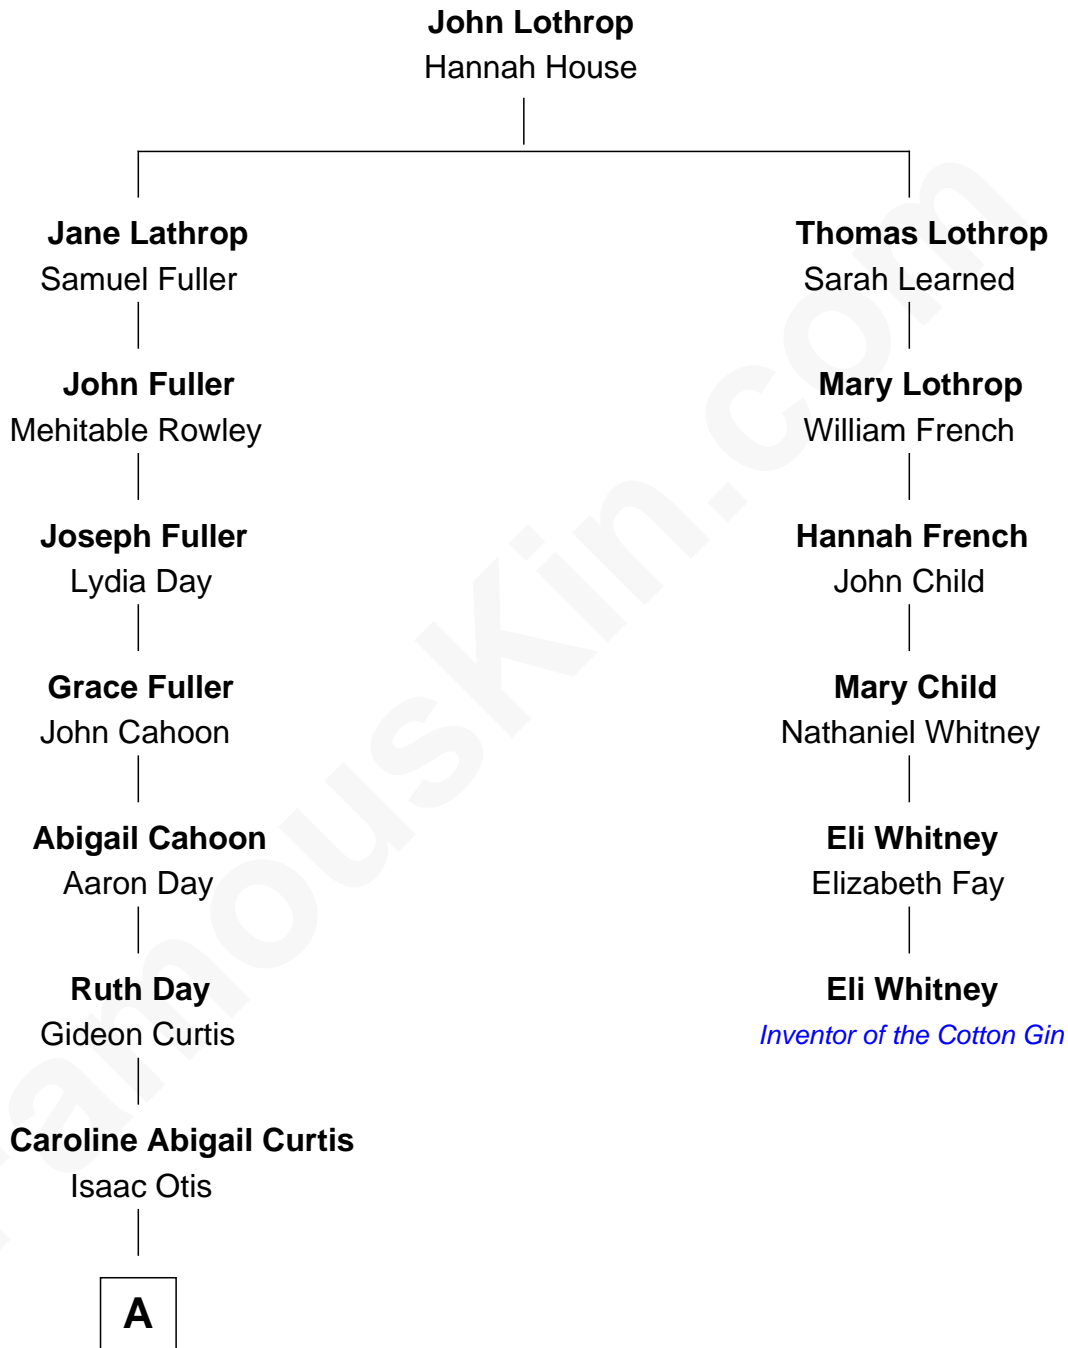 John Lothrop
Hannah House
Jane Lathrop
Samuel Fuller
Thomas Lothrop
Sarah Learned
John Fuller
Mehitable Rowley
Mary Lothrop
William French
Joseph Fuller
Lydia Day
Hannah French
John Child
Grace Fuller
John Cahoon
Mary Child
Nathaniel Whitney
Abigail Cahoon
Aaron Day
Eli Whitney
Elizabeth Fay
Ruth Day
Gideon Curtis
Eli Whitney
Inventor of the Cotton Gin
Caroline Abigail Curtis
Isaac Otis
A
FamousKin.com